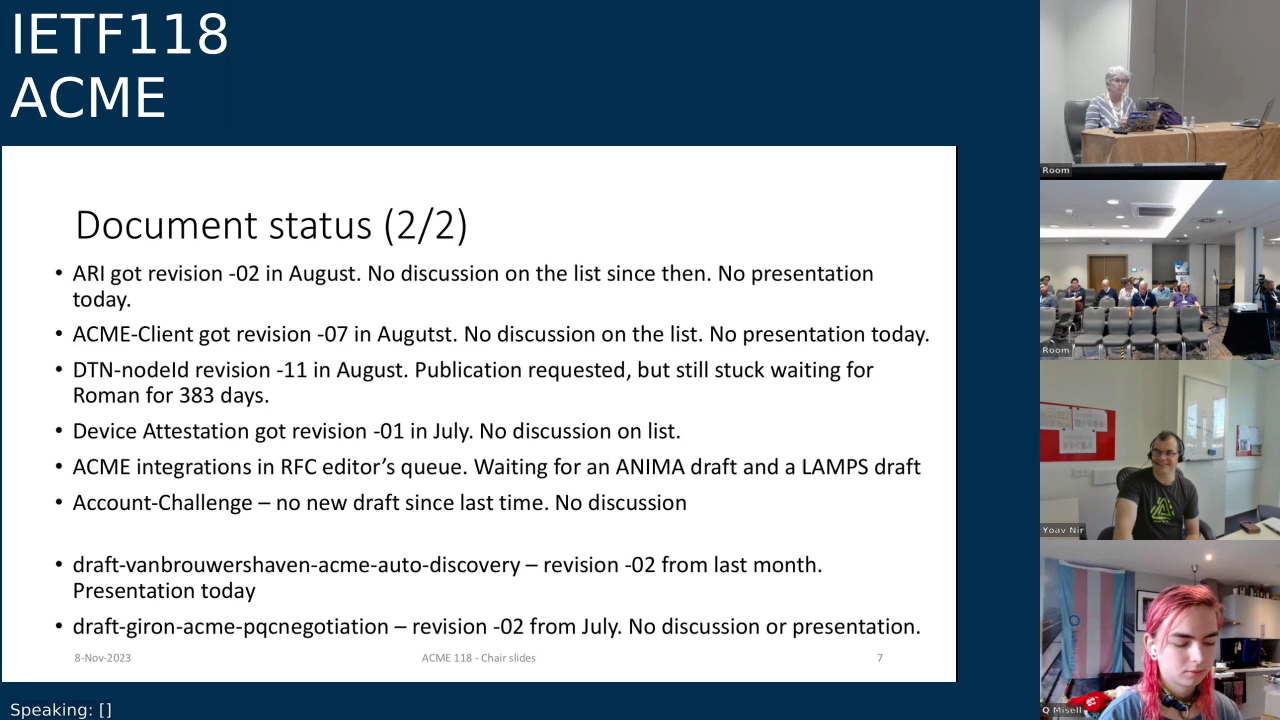 IETF118
ACME
Document status (2/2)
• ARI got revision -02 in August. No discussion on the list since then. No presentation
today.
• ACME-Client got revision -07 in Augutst. No discussion on the list. No presentation today.
• DTN-nodeId revision -11 in August. Publication requested, but still stuck waiting for
Roman for 383 days.
• Device Attestation got revision -01 in July. No discussion on list.
• ACME integrations in RFC editor’s queue. Waiting for an ANIMA draft and a LAMPS draft
• Account-Challenge – no new draft since last time. No discussion
• draft-vanbrouwershaven-acme-auto-discovery – revision -02 from last month.
Presentation today
• draft-giron-acme-pqcnegotiation – revision -02 from July. No discussion or presentation.
8-Nov-2023
ACME 118 - Chair slides
7
Speaking: []
Room
Room
Yoav Nir
Q Misell